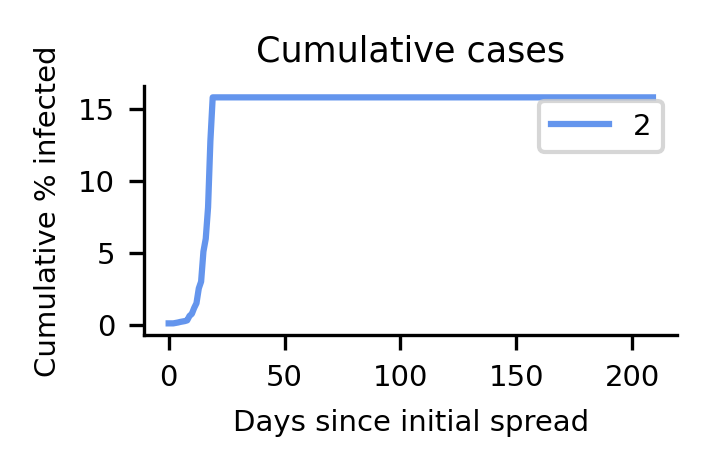 Cumulative cases
Cumulative % infected
15
10
5
0
2
0 50 100 150 200
Days since initial spread